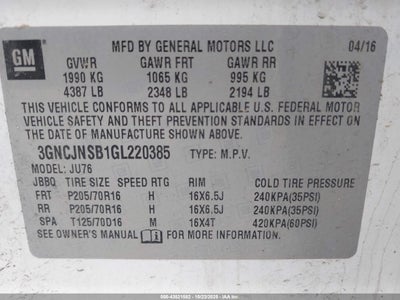 GM
MFD BY GENERAL MOTORS LLC 04/16
GVWR GAWR FRT GAWR RR
1990 KG 1065 KG 995 KG
4387 LB 2348 LB 2194 LB
THIS VEHICLE CONFORMS TO ALL APPLICABLE U.S. FEDERAL MOTOR
VEHICLE SAFETY AND THEFT PREVENTION STANDARDS IN EFFECT ON THE
DATE OF MANUFACTURE SHOWN ABOVE.
3GNCJNSB1GL220385 TYPE: M.P.V.
MODEL: JU76
JBBQ TIRE SIZE SPEED RTG RIM COLD TIRE PRESSURE
FRT P205/70R16 H 16X6.5J 240KPA(35PSI)
RR P205/70R16 H 16X6.5J 240KPA(35PSI)
SPA T125/70D16 M 16X4T 420KPA(60PSI)
SEE OWNER'S MANUAL FOR MORE INFORMATION.